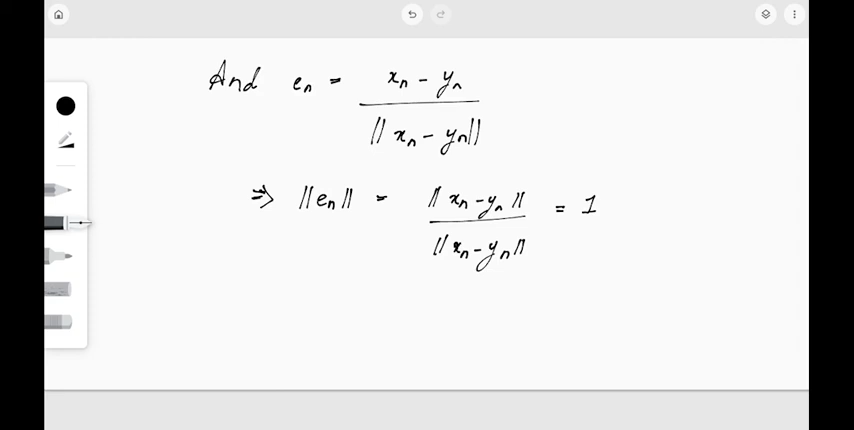 And eₙ = xₙ - yₙ / ||xₙ - yₙ||
⇒ ||eₙ|| = ||xₙ - yₙ|| / ||xₙ - yₙ|| = 1